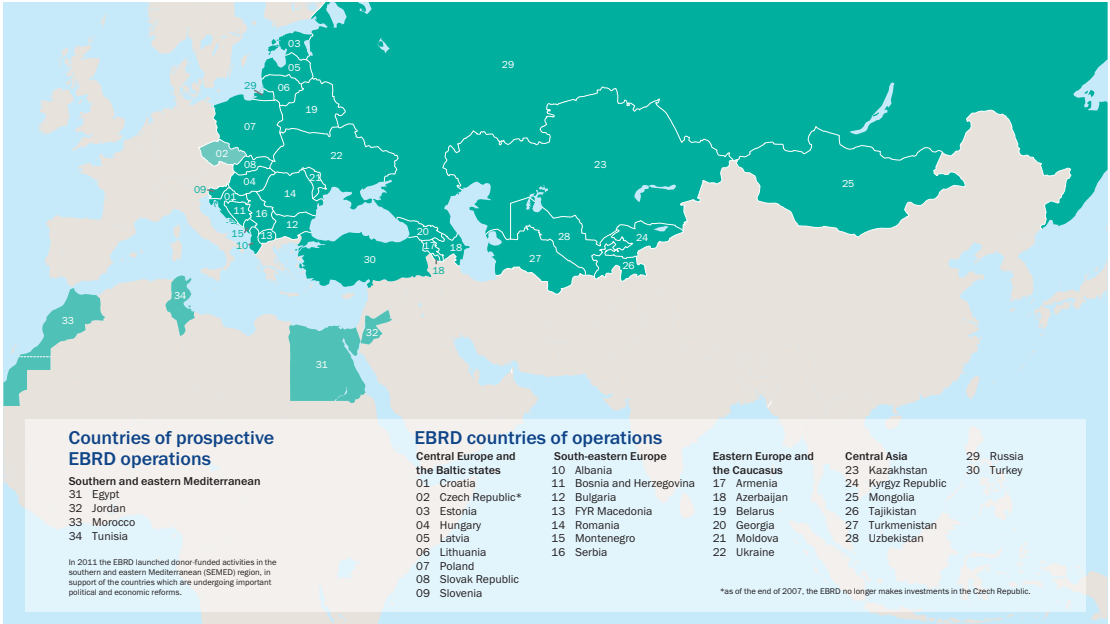 03
29
05
29
06
19
07
02
22
08
23
21
04
25
09
01
14
11
16
12
15
13
20
24
10
17
18
28
30
27
26
18
34
33
32
31
Countries of prospective
EBRD operations
Southern and eastern Mediterranean
31 Egypt
32 Jordan
33 Morocco
34 Tunisia
In 2011 the EBRD launched donor-funded activities in the
southern and eastern Mediterranean (SEMED) region, in
support of the countries which are undergoing important
political and economic reforms.
EBRD countries of operations
Central Europe and
the Baltic states
01 Croatia
02 Czech Republic*
03 Estonia
04 Hungary
05 Latvia
06 Lithuania
07 Poland
08 Slovak Republic
09 Slovenia
South-eastern Europe
10 Albania
11 Bosnia and Herzegovina
12 Bulgaria
13 FYR Macedonia
14 Romania
15 Montenegro
16 Serbia
Eastern Europe and
the Caucasus
17 Armenia
18 Azerbaijan
19 Belarus
20 Georgia
21 Moldova
22 Ukraine
Central Asia
23 Kazakhstan
24 Kyrgyz Republic
25 Mongolia
26 Tajikistan
27 Turkmenistan
28 Uzbekistan
29 Russia
30 Turkey
*as of the end of 2007, the EBRD no longer makes investments in the Czech Republic.